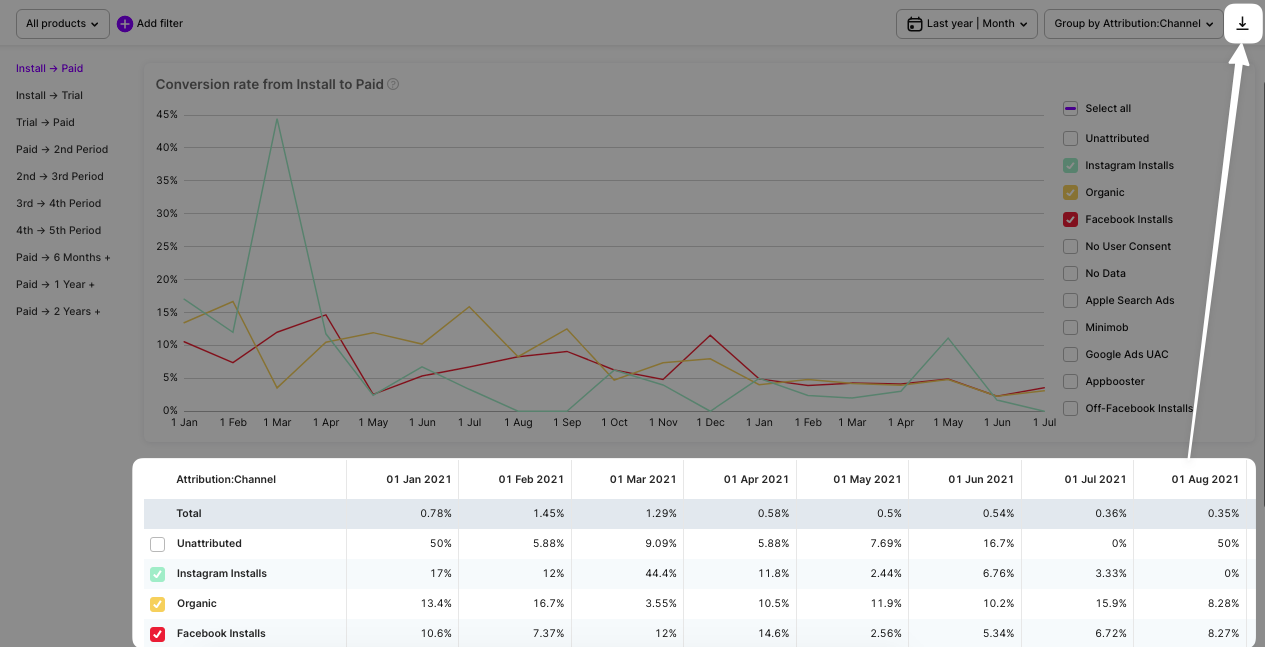 All products
Add filter
Last year | Month
Group by Attribution:Channel
Install → Paid
Install → Trial
Trial → Paid
Paid → 2nd Period
2nd → 3rd Period
3rd → 4th Period
4th → 5th Period
Paid → 6 Months +
Paid → 1 Year +
Paid → 2 Years +
Conversion rate from Install to Paid ?
45%
40%
35%
30%
25%
20%
15%
10%
5%
0%
1 Jan 1 Feb 1 Mar 1 Apr 1 May 1 Jun 1 Jul 1 Aug 1 Sep 1 Oct 1 Nov 1 Dec 1 Jan 1 Feb 1 Mar 1 Apr 1 May 1 Jun 1 Jul
Select all
Unattributed
Instagram Installs
Organic
Facebook Installs
No User Consent
No Data
Apple Search Ads
Minimob
Google Ads UAC
Appbooster
Off-Facebook Installs
Attribution:Channel 01 Jan 2021 01 Feb 2021 01 Mar 2021 01 Apr 2021 01 May 2021 01 Jun 2021 01 Jul 2021 01 Aug 2021
Total 0.78% 1.45% 1.29% 0.58% 0.5% 0.54% 0.36% 0.35%
Unattributed 50% 5.88% 9.09% 5.88% 7.69% 16.7% 0% 50%
Instagram Installs 17% 12% 44.4% 11.8% 2.44% 6.76% 3.33% 0%
Organic 13.4% 16.7% 3.55% 10.5% 11.9% 10.2% 15.9% 8.28%
Facebook Installs 10.6% 7.37% 12% 14.6% 2.56% 5.34% 6.72% 8.27%